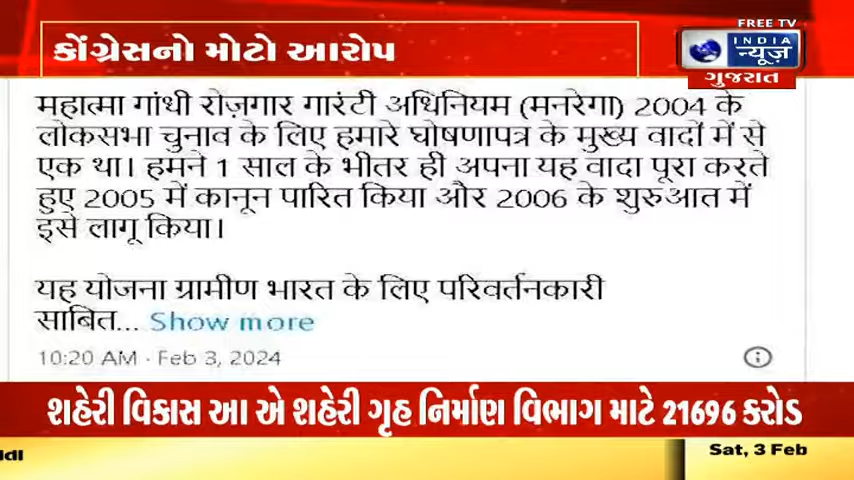 FREE TV
કોંગ્રેસનો મોટો આરોપ
INDIA
न्यूज़
ગુજરાત
महात्मा गांधी रोज़गार गारंटी अधिनियम (मनरेगा) 2004 के
लोकसभा चुनाव के लिए हमारे घोषणापत्र के मुख्य वादों में से
एक था। हमने 1 साल के भीतर ही अपना यह वादा पूरा करते
हुए 2005 में कानून पारित किया और 2006 के शुरुआत में
इसे लागू किया।
यह योजना ग्रामीण भारत के लिए परिवर्तनकारी
साबित... Show more
10:20 AM · Feb 3, 2024
શહેરી વિકાસ આ એ શહેરી ગૃહ નિર્માણ વિભાગ માટે 21696 કરોડ
Sat, 3 Feb